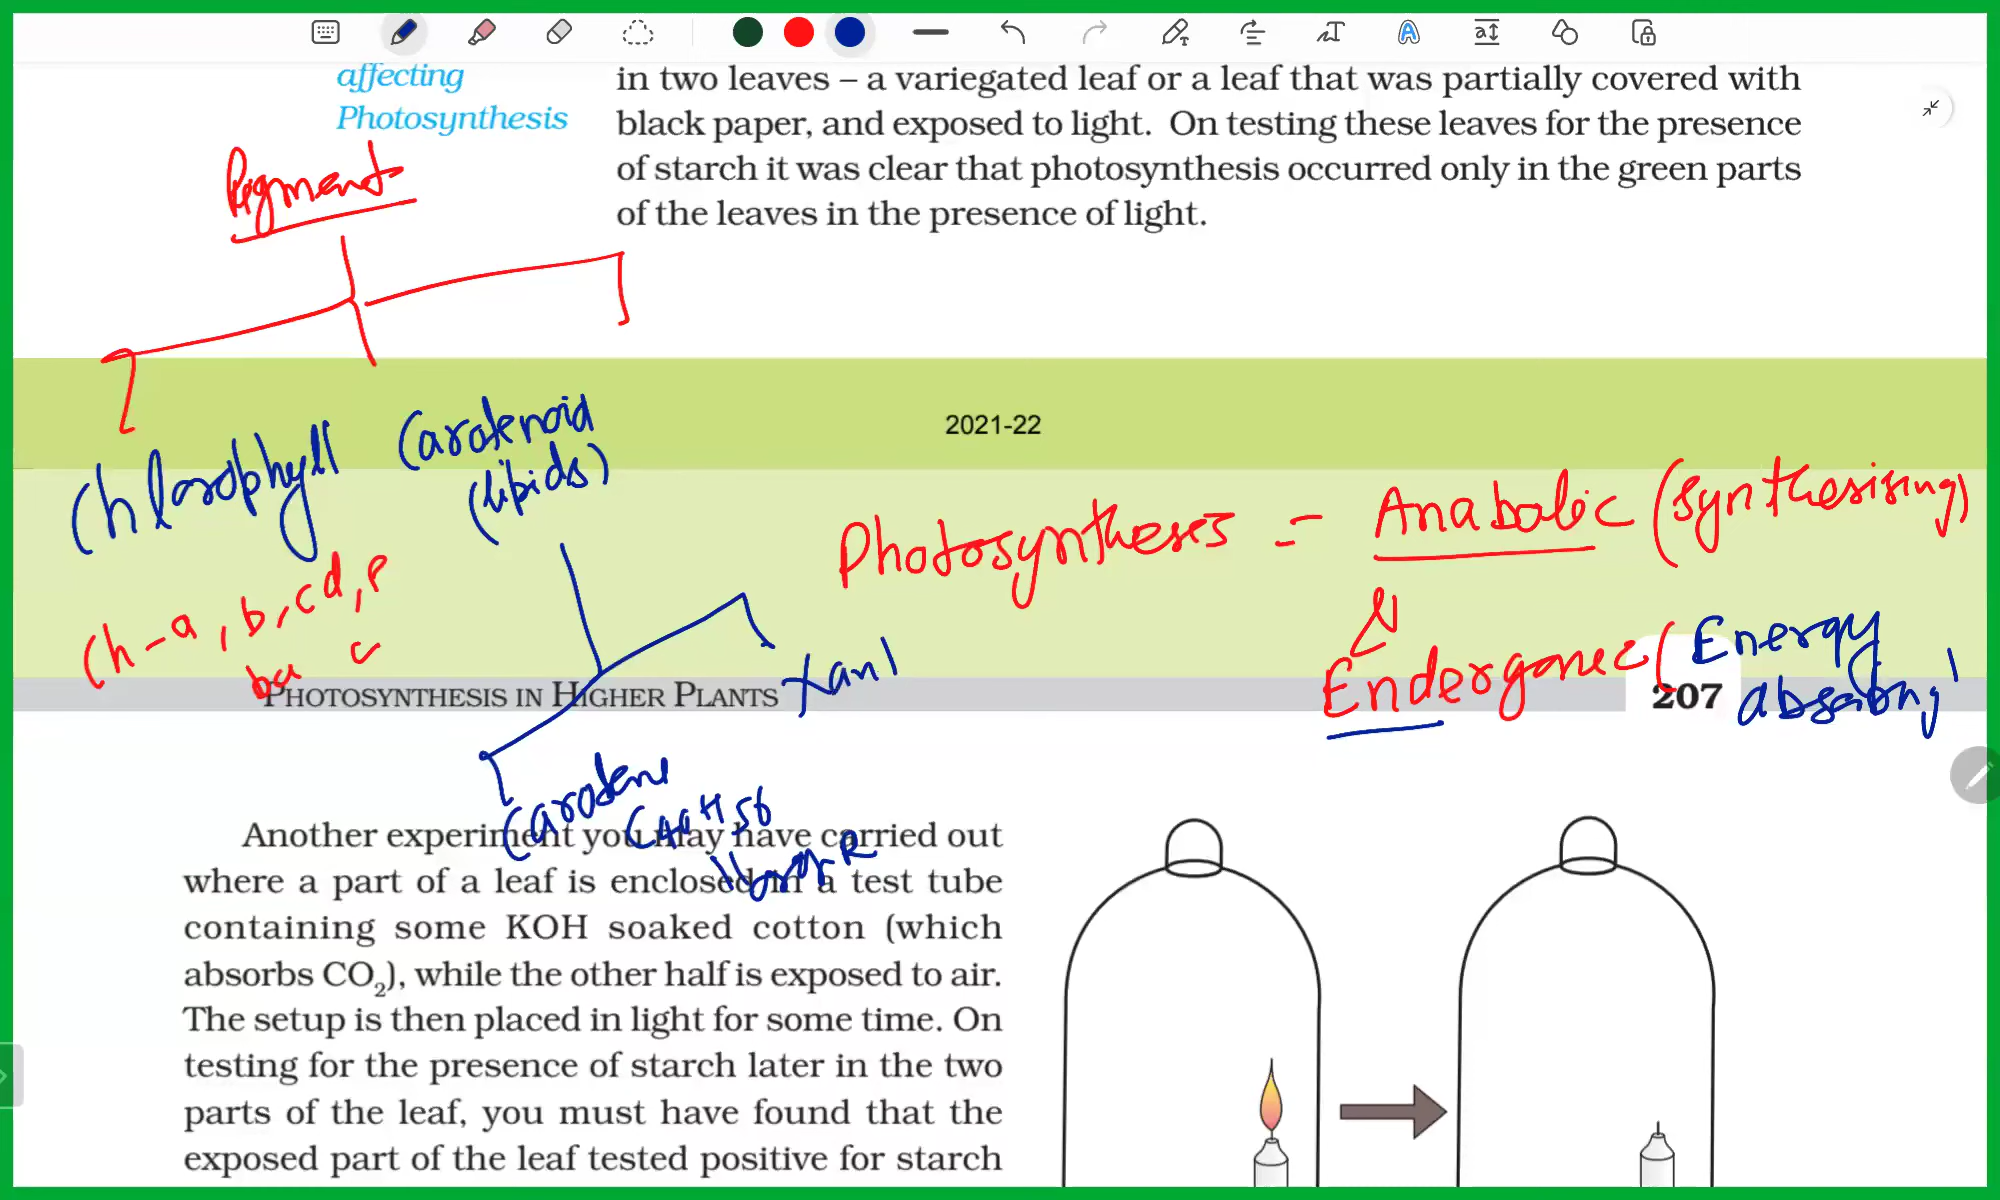 affecting
Photosynthesis
in two leaves – a variegated leaf or a leaf that was partially covered with
black paper, and exposed to light. On testing these leaves for the presence
of starch it was clear that photosynthesis occurred only in the green parts
of the leaves in the presence of light.
Pigment
2021-22
Chlorophyll
Carotenoid
(lipids)
Ch-a, b, c d, e
Photosyntheses = Anabolic (synthesising)
Endergonec (Energy
absorbing)
Xan
PHOTOSYNTHESIS IN HIGHER PLANTS
207
Carotene
C40H56
Another experiment you may have carried out
where a part of a leaf is enclosed in a test tube
containing some KOH soaked cotton (which
absorbs CO₂), while the other half is exposed to air.
The setup is then placed in light for some time. On
testing for the presence of starch later in the two
parts of the leaf, you must have found that the
exposed part of the leaf tested positive for starch